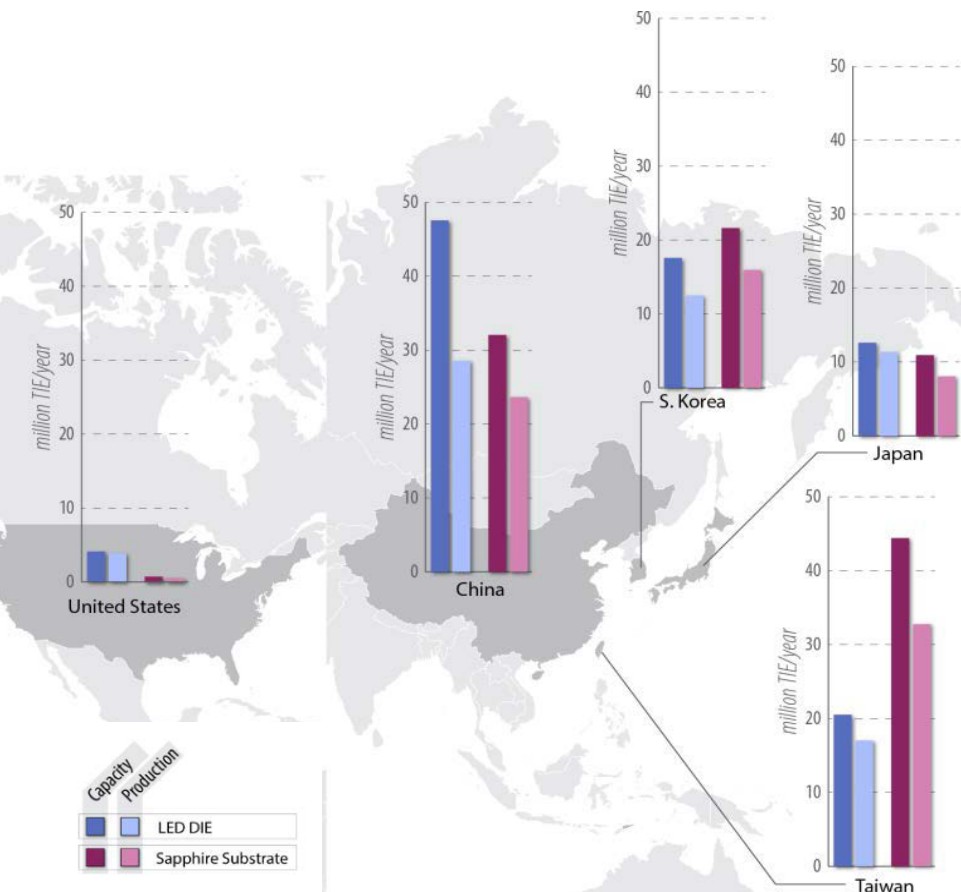 50
40
30
20
10
0
million TIE/year
United States
50
40
30
20
10
0
million TIE/year
China
50
40
30
20
10
0
million TIE/year
S. Korea
50
40
30
20
10
0
million TIE/year
Japan
50
40
30
20
10
0
million TIE/year
Taiwan
Capacity
Production
LED DIE
Sapphire Substrate